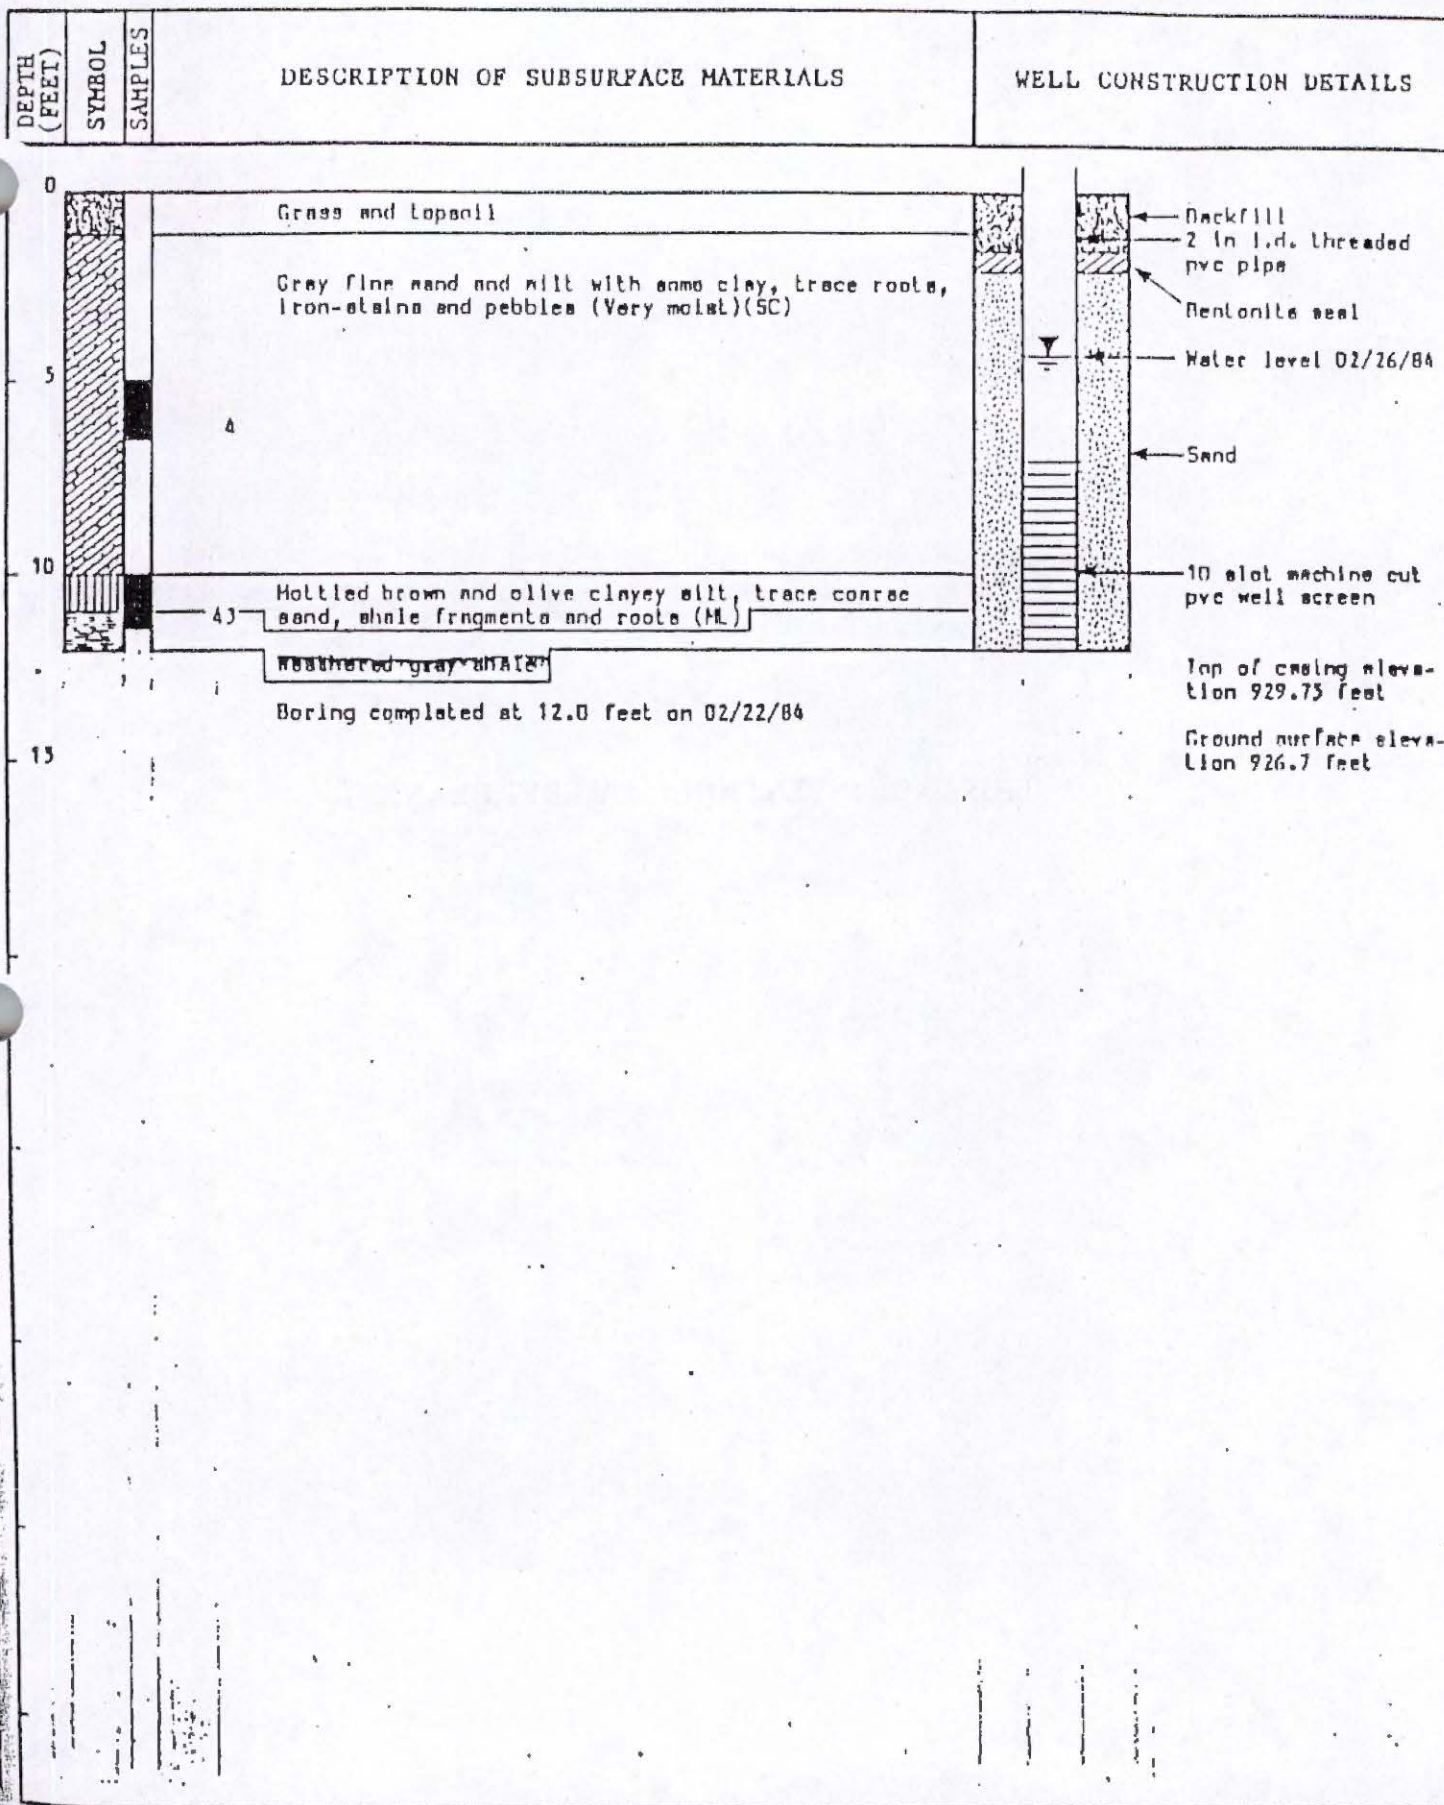 DEPTH
(FEET)
SYMBOL
SAMPLES
DESCRIPTION OF SUBSURFACE MATERIALS
WELL CONSTRUCTION DETAILS
0
Grass and topsoil
Gray fine sand and silt with some clay, trace roots,
iron-stains and pebbles (Very moist)(SC)
5
4
10
Mottled brown and olive clayey silt, trace coarse
43
sand, shale fragments and roots (ML)
Weathered gray shale
Boring completed at 12.0 feet on 02/22/84
15
Backfill
2 in i.d. threaded
pvc pipe
Bentonite seal
Water level 02/26/84
Sand
10 slot machine cut
pvc well screen
Top of casing eleva-
tion 929.75 feet
Ground surface eleva-
tion 926.7 feet